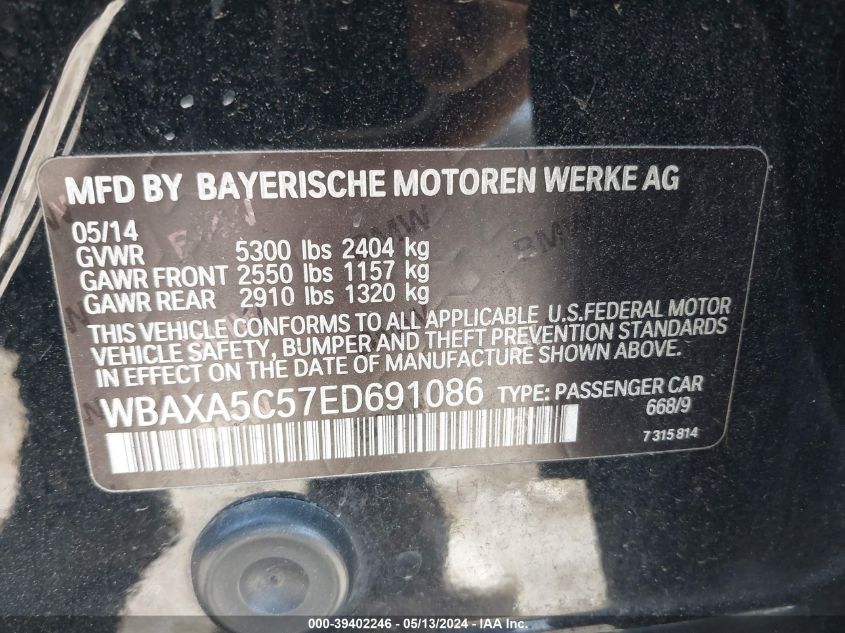 MFD BY BAYERISCHE MOTOREN WERKE AG
05/14
GVWR 5300 lbs 2404 kg
GAWR FRONT 2550 lbs 1157 kg
GAWR REAR 2910 lbs 1320 kg
THIS VEHICLE CONFORMS TO ALL APPLICABLE U.S.FEDERAL MOTOR
VEHICLE SAFETY, BUMPER AND THEFT PREVENTION STANDARDS
IN EFFECT ON THE DATE OF MANUFACTURE SHOWN ABOVE.
WBAXA5C57ED691086 TYPE: PASSENGER CAR
668/9
7 315 814
000-39402246 - 05/13/2024 - IAA Inc.